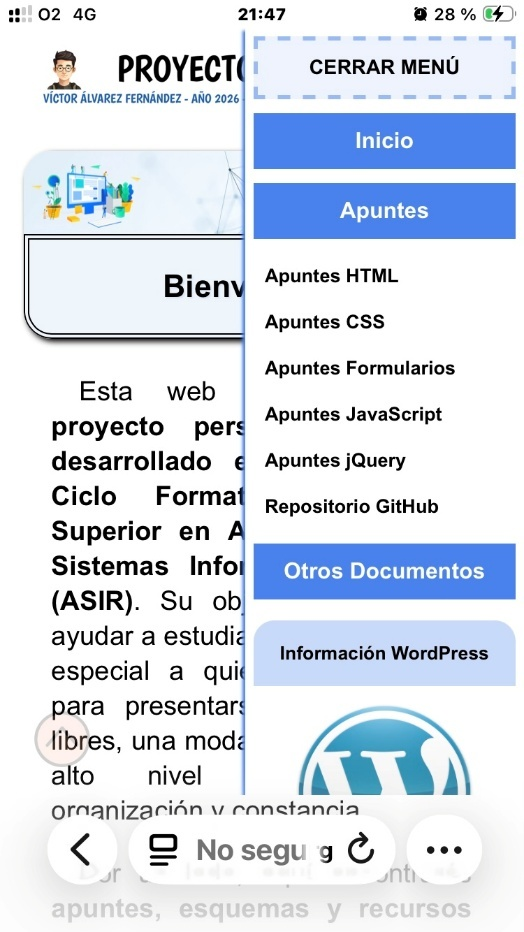 O2 4G
21:47
28 %
PROYECTO
VÍCTOR ÁLVAREZ FERNÁNDEZ - AÑO 2026 -
CERRAR MENÚ
Inicio
Apuntes
Apuntes HTML
Apuntes CSS
Apuntes Formularios
Apuntes JavaScript
Apuntes jQuery
Repositorio GitHub
Otros Documentos
Información WordPress
Bienv
Esta web
proyecto pers
desarrollado e
Ciclo Format
Superior en A
Sistemas Infor
(ASIR). Su obj
ayudar a estudia
especial a quie
para presentars
libres, una moda
alto nivel
organización y constancia.
No segu
apuntes, esquemas y recursos